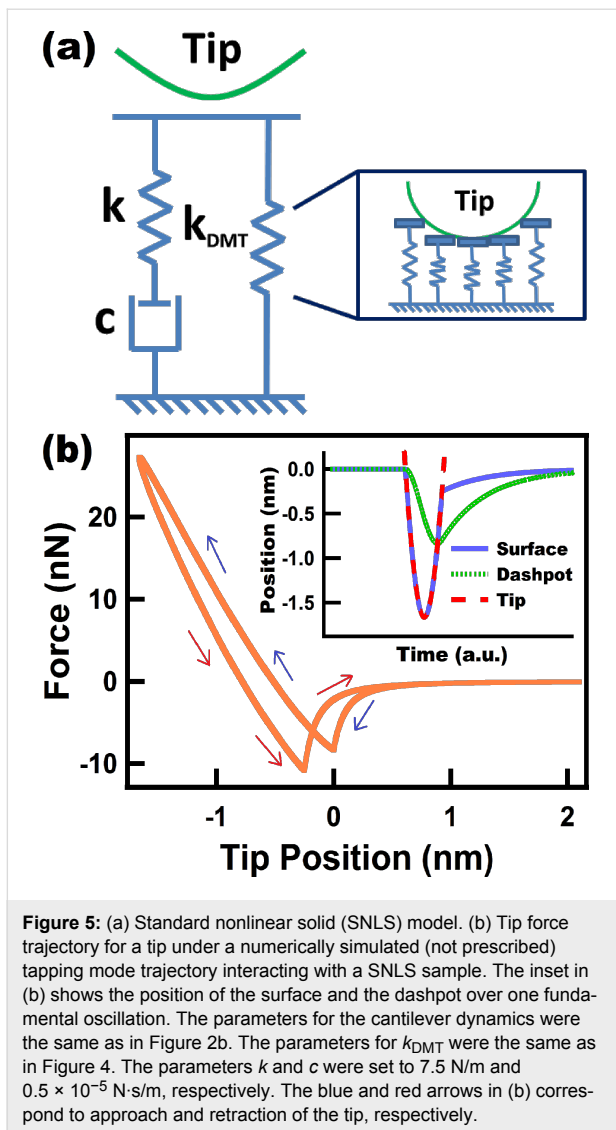 (a)
Tip
k
k_DMT
c
Tip
(b)
Force (nN)
20
10
0
-10
-1
0
1
2
Tip Position (nm)
Position (nm)
0.0
-0.5
-1.0
-1.5
Surface
Dashpot
Tip
Time (a.u.)
Figure 5: (a) Standard nonlinear solid (SNLS) model. (b) Tip force
trajectory for a tip under a numerically simulated (not prescribed)
tapping mode trajectory interacting with a SNLS sample. The inset in
(b) shows the position of the surface and the dashpot over one funda-
mental oscillation. The parameters for the cantilever dynamics were
the same as in Figure 2b. The parameters for k_DMT were the same as
in Figure 4. The parameters k and c were set to 7.5 N/m and
0.5 × 10⁻⁵ N·s/m, respectively. The blue and red arrows in (b) corres-
pond to approach and retraction of the tip, respectively.